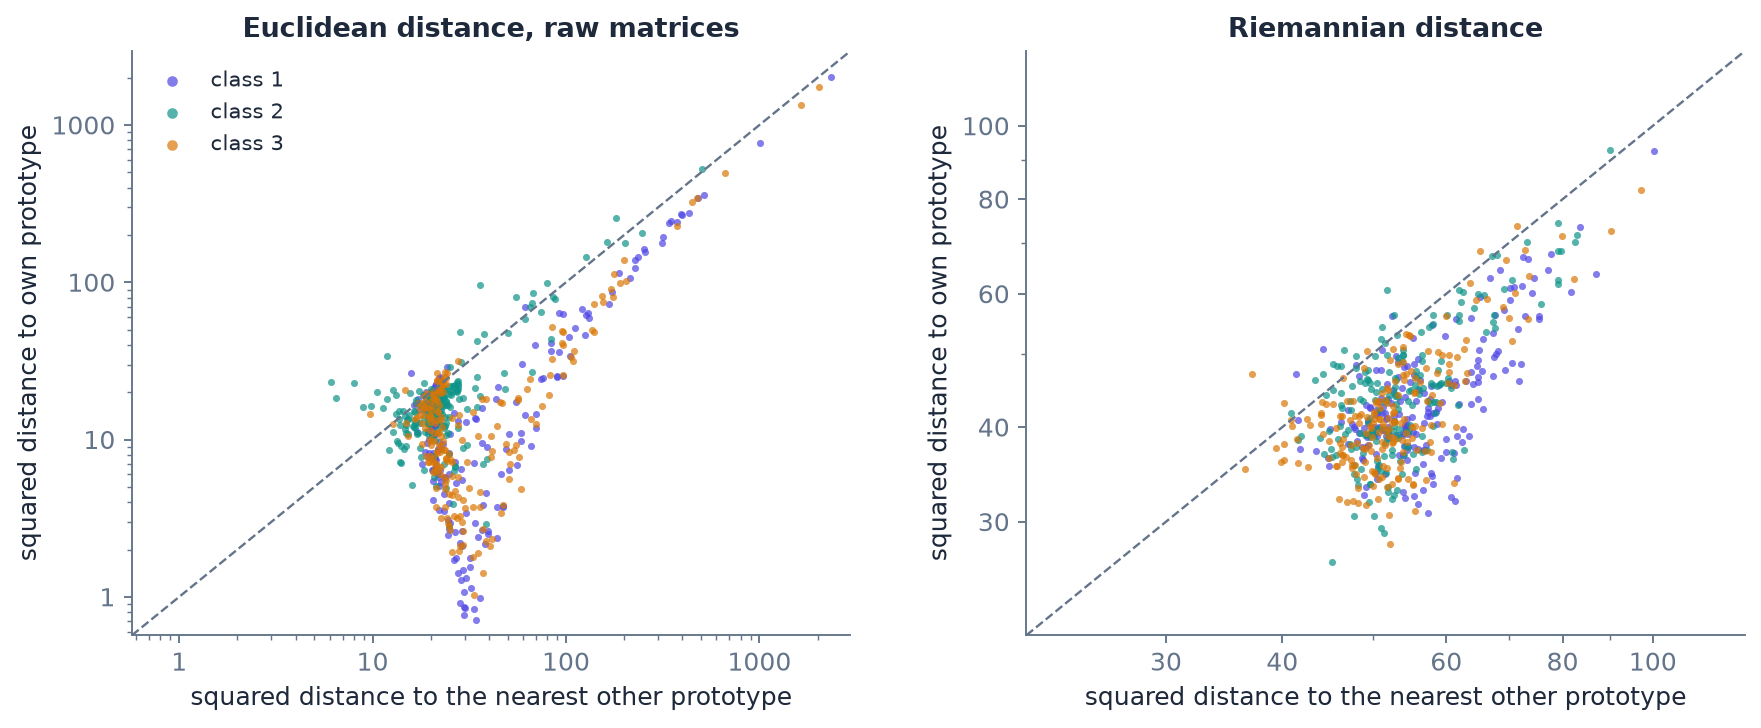 Euclidean distance, raw matrices
class 1
class 2
class 3
squared distance to own prototype
1000
100
10
1
1
10
100
1000
squared distance to the nearest other prototype
Riemannian distance
squared distance to own prototype
100
80
60
40
30
30
40
60
80
100
squared distance to the nearest other prototype